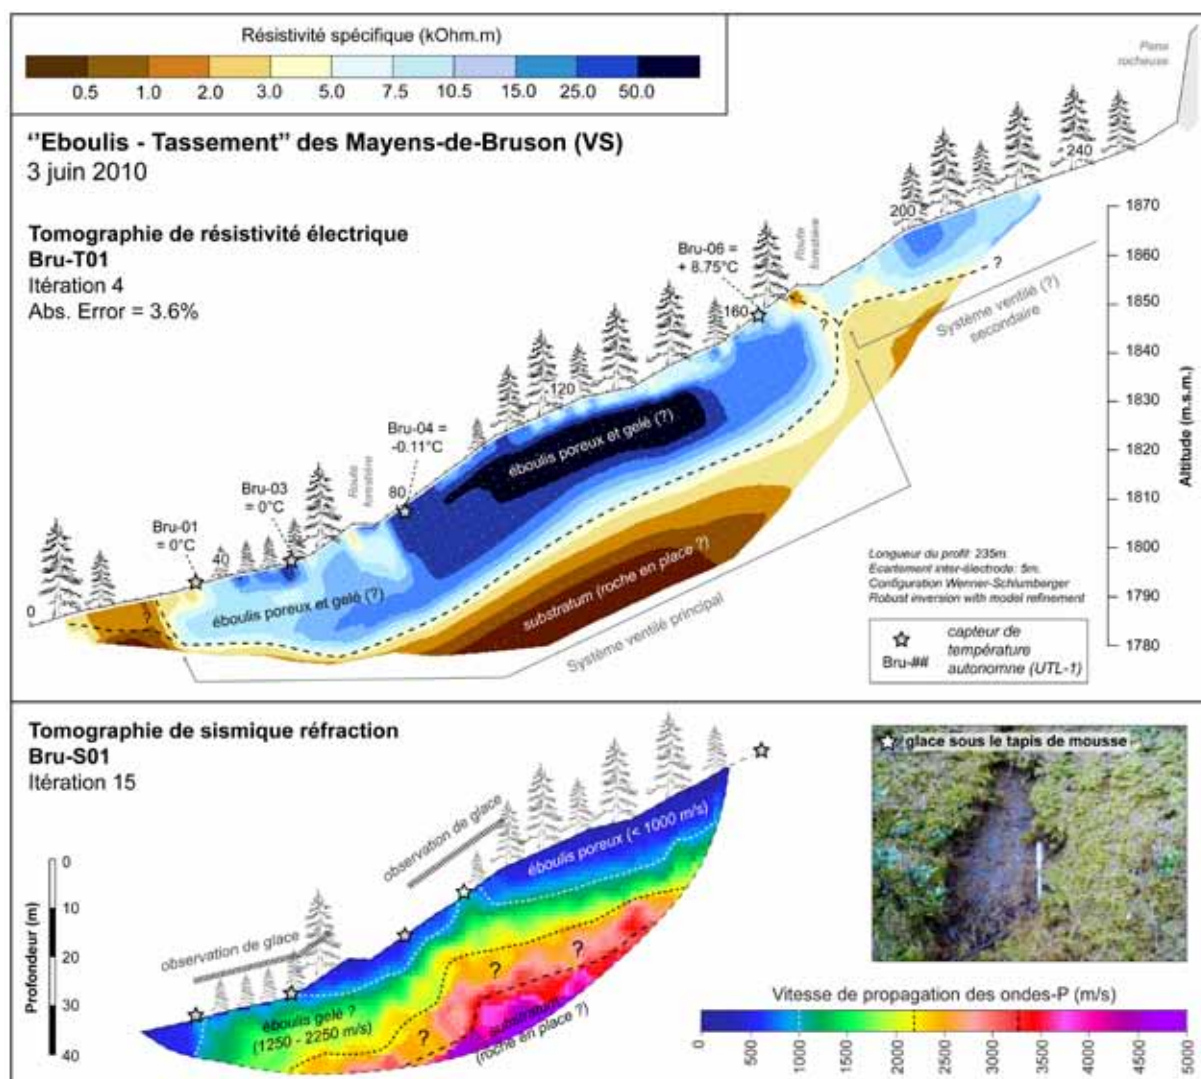 Résistivité spécifique (kOhm.m)
0.5 1.0 2.0 3.0 5.0 7.5 10.5 15.0 25.0 50.0
‘‘Eboulis - Tassement’’ des Mayens-de-Bruson (VS)
3 juin 2010
Tomographie de résistivité électrique
Bru-T01
Itération 4
Abs. Error = 3.6%
Paroi
rocheuse
240
200
Route
forestière
Bru-06 =
+ 8.75°C
160
?
?
Système ventilé (?)
secondaire
120
éboulis poreux et gelé (?)
Bru-04 =
-0.11°C
80
Route
forestière
Bru-03
= 0°C
Bru-01
= 0°C
40
0
?
éboulis poreux et gelé (?)
substratum (roche en place ?)
Système ventilé principal
1870
1860
1850
1840
1830
1820
1810
1800
1790
1780
Altitude (m.s.m.)
Longueur du profil: 235m.
Ecartement inter-électrode: 5m.
Configuration Wenner-Schlumberger
Robust inversion with model refinement
capteur de
température
autonomne (UTL-1)
Bru-##
Tomographie de sismique réfraction
Bru-S01
Itération 15
observation de glace
observation de glace
éboulis poreux (< 1000 m/s)
éboulis gelé ?
(1250 - 2250 m/s)
?
?
?
substratum
(roche en place ?)
Profondeur (m)
0
10
20
30
40
glace sous le tapis de mousse
Vitesse de propagation des ondes-P (m/s)
0 500 1000 1500 2000 2500 3000 3500 4000 4500 5000